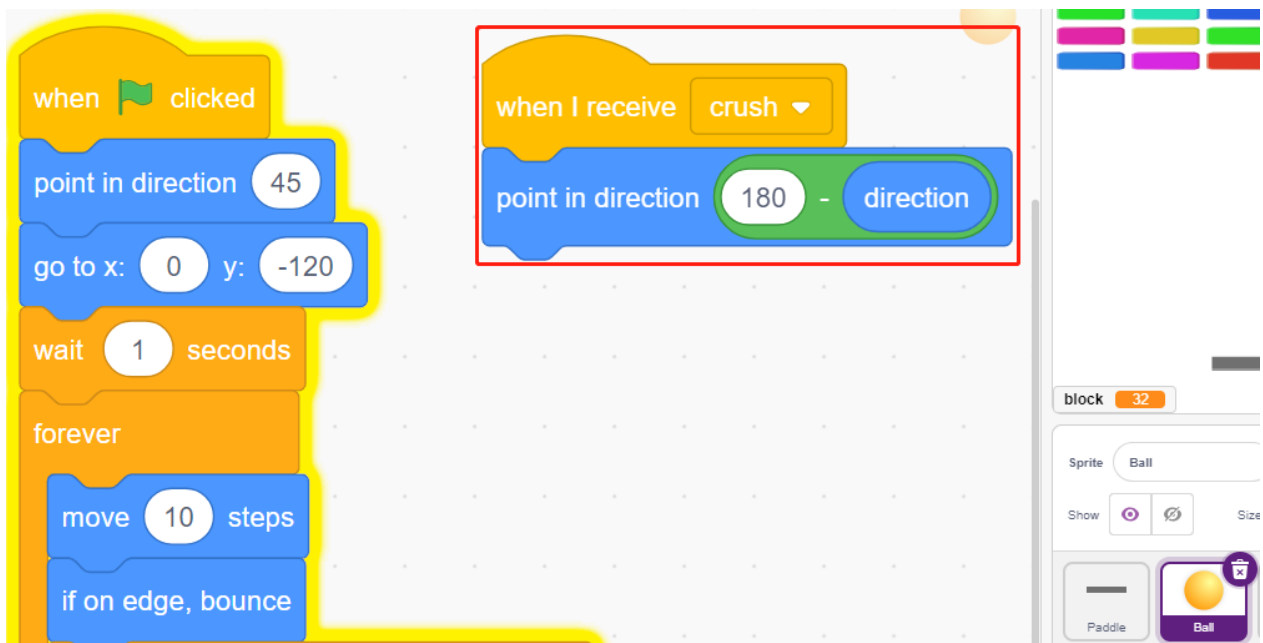 when clicked
point in direction 45
go to x: 0 y: -120
wait 1 seconds
forever
move 10 steps
if on edge, bounce
when I receive crush
point in direction 180 - direction
block 32
Sprite Ball
Show Size
Paddle Ball